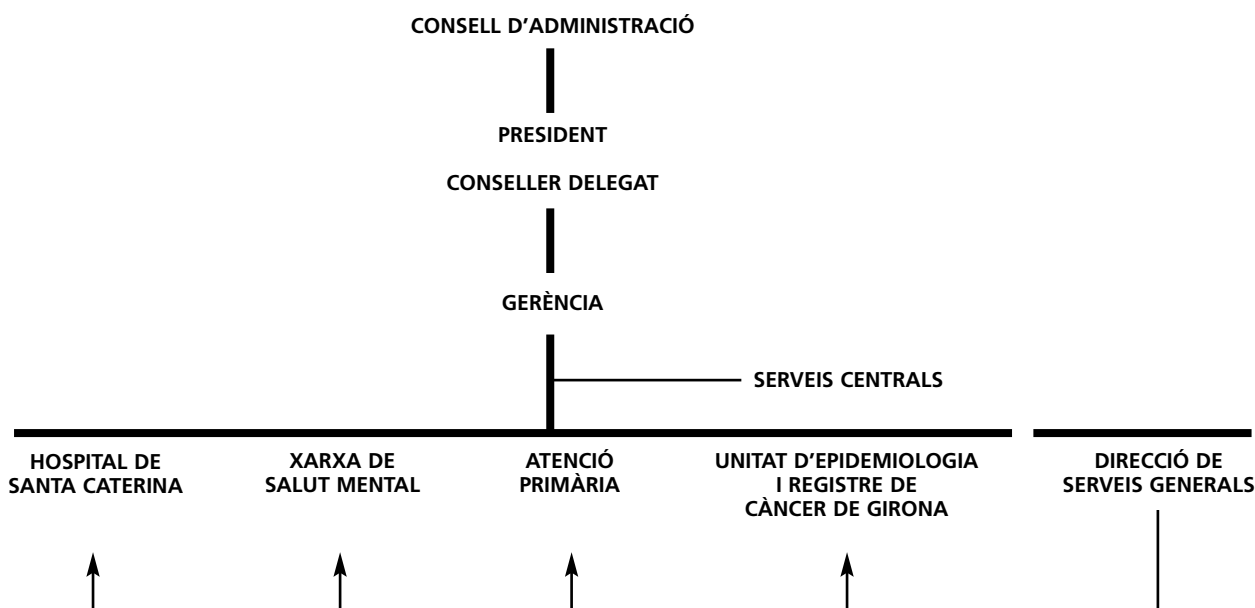 CONSELL D'ADMINISTRACIÓ
PRESIDENT
CONSELLER DELEGAT
GERÈNCIA
SERVEIS CENTRALS
HOSPITAL DE
SANTA CATERINA
XARXA DE
SALUT MENTAL
ATENCIÓ
PRIMÀRIA
UNITAT D'EPIDEMIOLOGIA
I REGISTRE DE
CÀNCER DE GIRONA
DIRECCIÓ DE
SERVEIS GENERALS